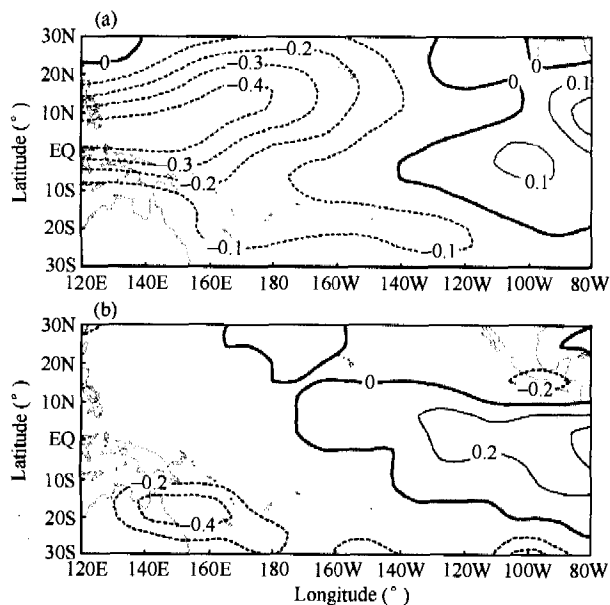 (a)
30N
20N
10N
EQ
10S
20S
30S
Latitude (°)
0
-0.2
-0.3
-0.4
-0.3
-0.2
-0.1
-0.1
0
0
0.1
0.1
120E 140E 160E 180E 160W 140W 120W 100W 80W
(b)
30N
20N
10N
EQ
10S
20S
30S
Latitude (°)
0
-0.2
0.2
-0.2
-0.4
120E 140E 160E 180E 160W 140W 120W 100W 80W
Longitude (°)